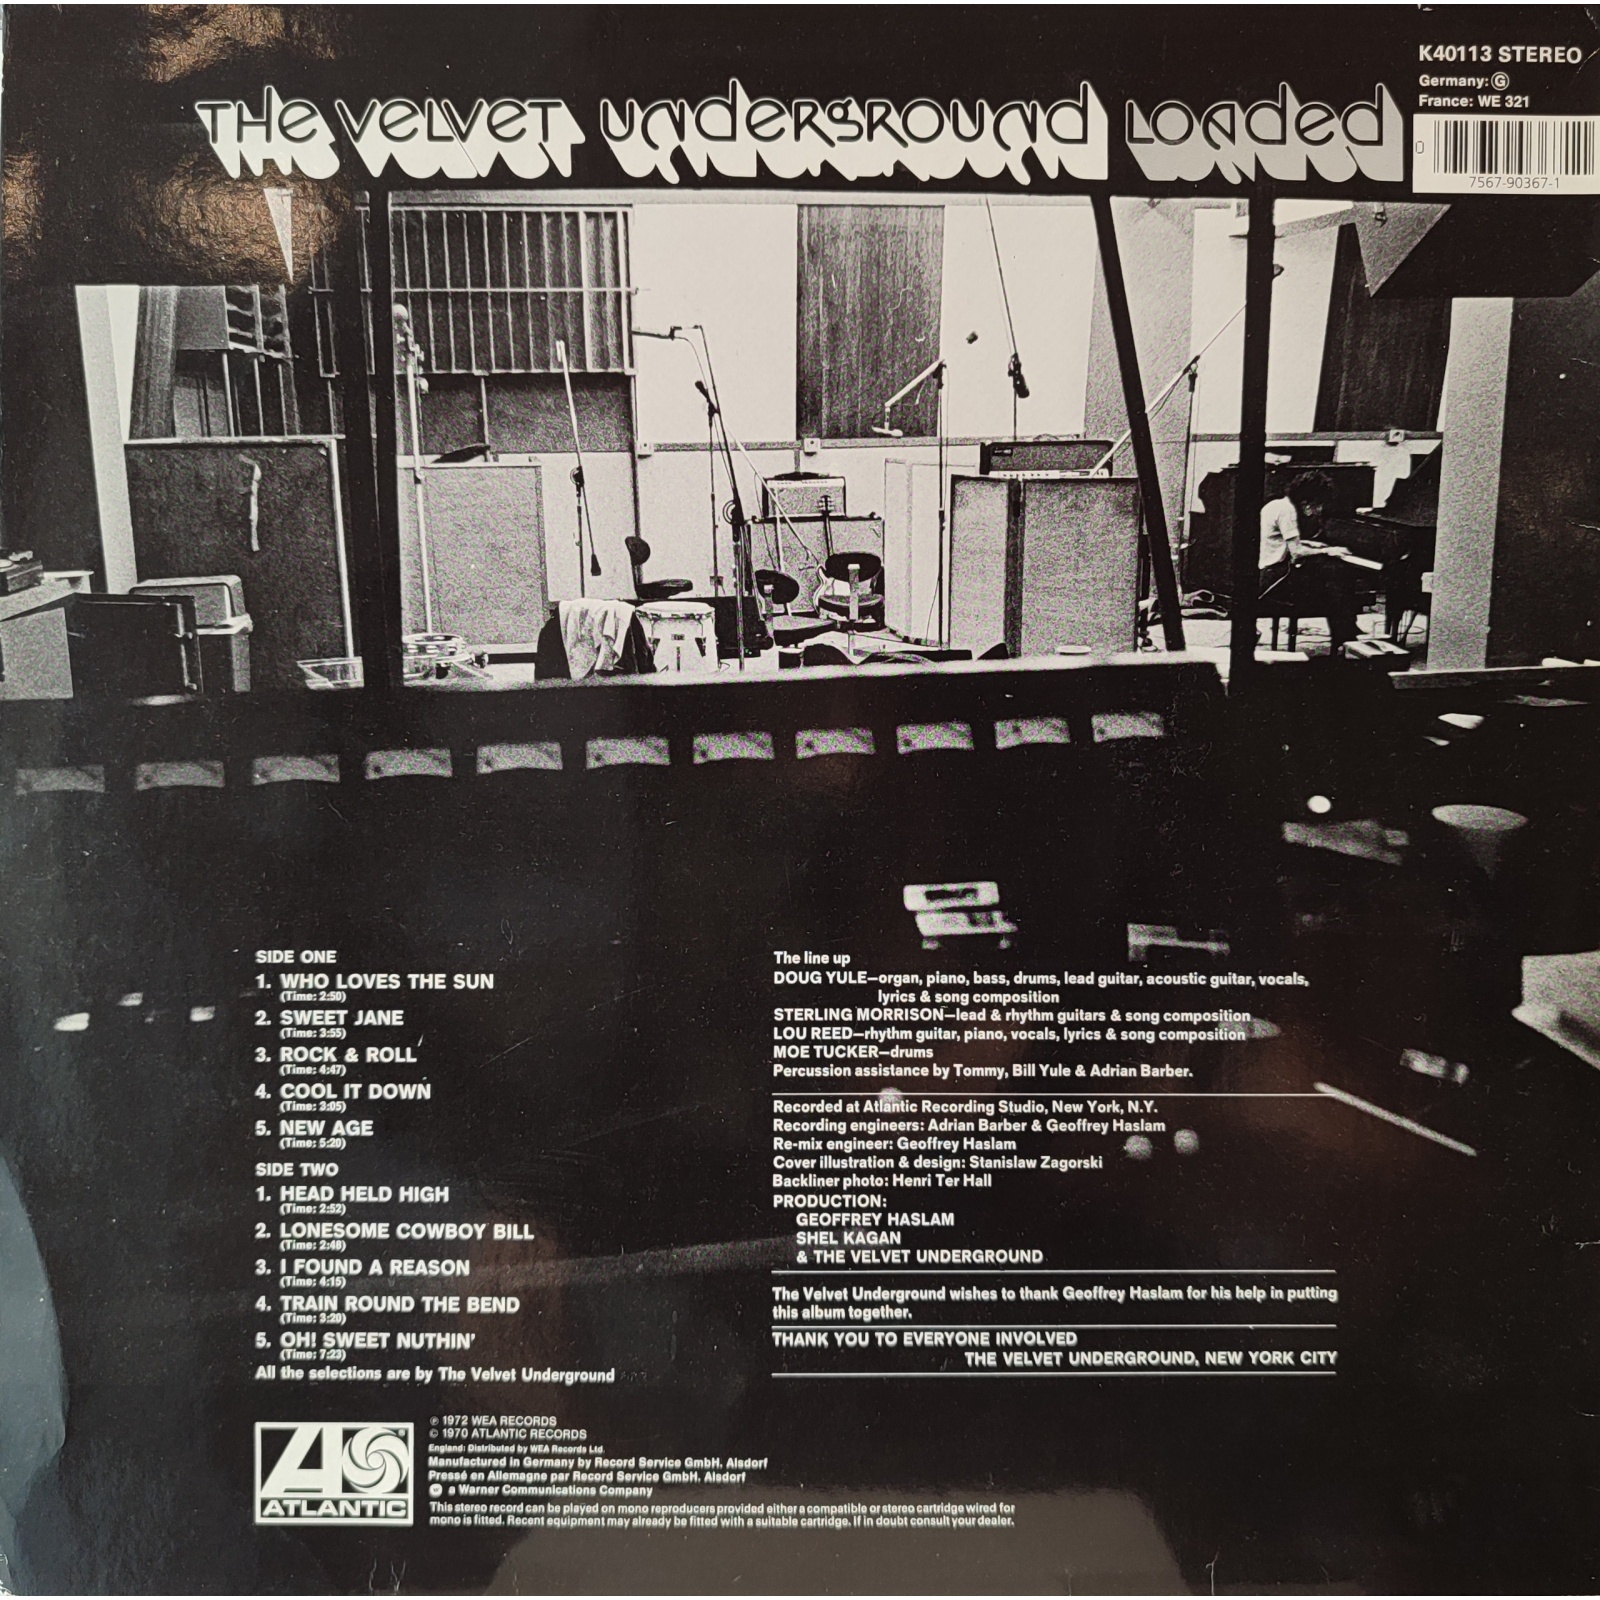 K40113 STEREO
Germany: Ⓖ
France: WE 321
THE VELVET UNDERGROUND LOADED
0
7567-90367-1
SIDE ONE
1. WHO LOVES THE SUN
(Time: 2:50)
2. SWEET JANE
(Time: 3:55)
3. ROCK & ROLL
(Time: 4:47)
4. COOL IT DOWN
(Time: 3:05)
5. NEW AGE
(Time: 5:20)
SIDE TWO
1. HEAD HELD HIGH
(Time: 2:52)
2. LONESOME COWBOY BILL
(Time: 2:48)
3. I FOUND A REASON
(Time: 4:15)
4. TRAIN ROUND THE BEND
(Time: 3:20)
5. OH! SWEET NUTHIN'
(Time: 7:23)
All the selections are by The Velvet Underground
The line up
DOUG YULE—organ, piano, bass, drums, lead guitar, acoustic guitar, vocals,
lyrics & song composition
STERLING MORRISON—lead & rhythm guitars & song composition
LOU REED—rhythm guitar, piano, vocals, lyrics & song composition
MOE TUCKER—drums
Percussion assistance by Tommy, Bill Yule & Adrian Barber.
Recorded at Atlantic Recording Studio, New York, N.Y.
Recording engineers: Adrian Barber & Geoffrey Haslam
Re-mix engineer: Geoffrey Haslam
Cover illustration & design: Stanislaw Zagorski
Backliner photo: Henri Ter Hall
PRODUCTION:
GEOFFREY HASLAM
SHEL KAGAN
& THE VELVET UNDERGROUND
The Velvet Underground wishes to thank Geoffrey Haslam for his help in putting
this album together.
THANK YOU TO EVERYONE INVOLVED
THE VELVET UNDERGROUND, NEW YORK CITY
ATLANTIC
℗ 1972 WEA RECORDS
© 1970 ATLANTIC RECORDS
England: Distributed by WEA Records Ltd.
Manufactured in Germany by Record Service GmbH, Alsdorf
Pressé en Allemagne par Record Service GmbH. Alsdorf
a Warner Communications Company
This stereo record can be played on mono reproducers provided either a compatible or stereo cartridge wired for
mono is fitted. Recent equipment may already be fitted with a suitable cartridge. If in doubt consult your dealer.